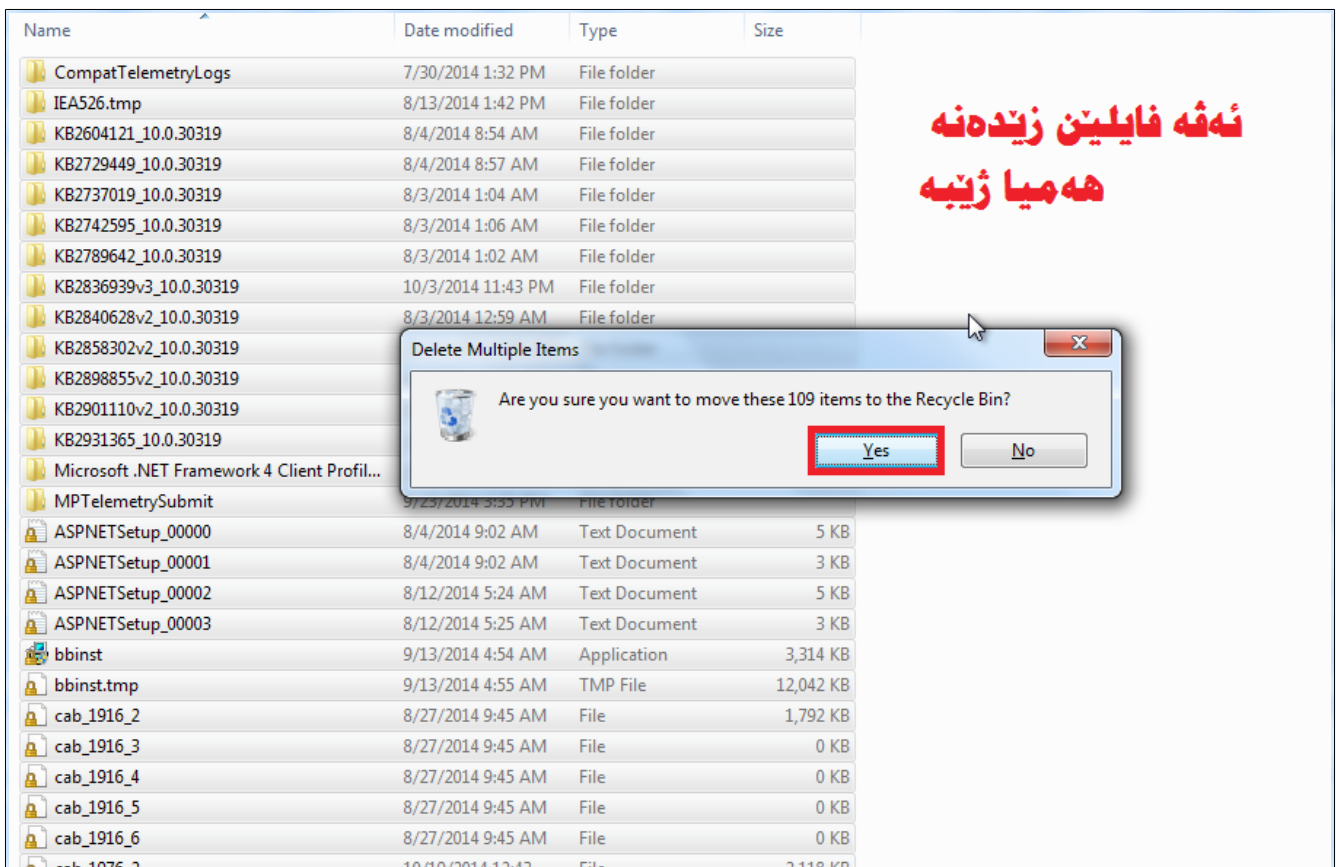 Name Date modified Type Size
CompatTelemetryLogs 7/30/2014 1:32 PM File folder
IEA526.tmp 8/13/2014 1:42 PM File folder
KB2604121_10.0.30319 8/4/2014 8:54 AM File folder
KB2729449_10.0.30319 8/4/2014 8:57 AM File folder
KB2737019_10.0.30319 8/3/2014 1:04 AM File folder
KB2742595_10.0.30319 8/3/2014 1:06 AM File folder
KB2789642_10.0.30319 8/3/2014 1:02 AM File folder
KB2836939v3_10.0.30319 10/3/2014 11:43 PM File folder
KB2840628v2_10.0.30319 8/3/2014 12:59 AM File folder
KB2858302v2_10.0.30319
KB2898855v2_10.0.30319
KB2901110v2_10.0.30319
KB2931365_10.0.30319
Microsoft .NET Framework 4 Client Profil...
MPTelemetrySubmit 9/23/2014 3:35 PM File folder
ASPNETSetup_00000 8/4/2014 9:02 AM Text Document 5 KB
ASPNETSetup_00001 8/4/2014 9:02 AM Text Document 3 KB
ASPNETSetup_00002 8/12/2014 5:24 AM Text Document 5 KB
ASPNETSetup_00003 8/12/2014 5:25 AM Text Document 3 KB
bbinst 9/13/2014 4:54 AM Application 3,314 KB
bbinst.tmp 9/13/2014 4:55 AM TMP File 12,042 KB
cab_1916_2 8/27/2014 9:45 AM File 1,792 KB
cab_1916_3 8/27/2014 9:45 AM File 0 KB
cab_1916_4 8/27/2014 9:45 AM File 0 KB
cab_1916_5 8/27/2014 9:45 AM File 0 KB
cab_1916_6 8/27/2014 9:45 AM File 0 KB
ئەڤە فایلێن زێدەنە
هەمیا ژێبە
Delete Multiple Items
Are you sure you want to move these 109 items to the Recycle Bin?
Yes No